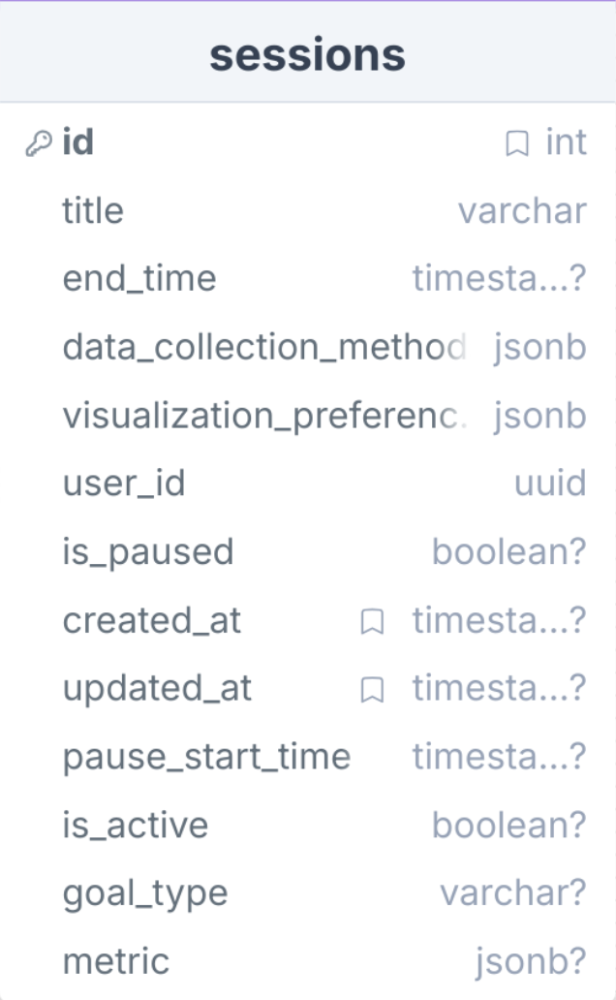 sessions
id int
title varchar
end_time timesta...?
data_collection_method jsonb
visualization_preferenc. jsonb
user_id uuid
is_paused boolean?
created_at timesta...?
updated_at timesta...?
pause_start_time timesta...?
is_active boolean?
goal_type varchar?
metric jsonb?